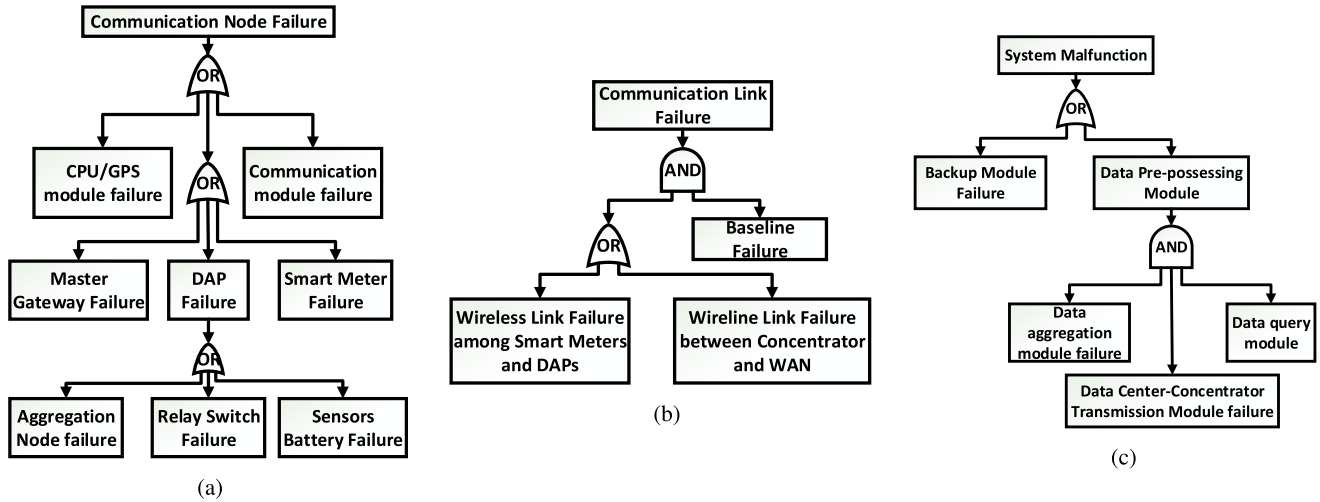 Communication Node Failure
OR
CPU/GPS
module failure
OR
Communication
module failure
Master
Gateway Failure
DAP
Failure
Smart Meter
Failure
OR
Aggregation
Node failure
Relay Switch
Failure
Sensors
Battery Failure
(a)
Communication Link
Failure
AND
OR
Baseline
Failure
Wireless Link Failure
among Smart Meters
and DAPs
Wireline Link Failure
between Concentrator
and WAN
(b)
System Malfunction
OR
Backup Module
Failure
Data Pre-possessing
Module
AND
Data
aggregation
module failure
Data query
module
Data Center-Concentrator
Transmission Module failure
(c)